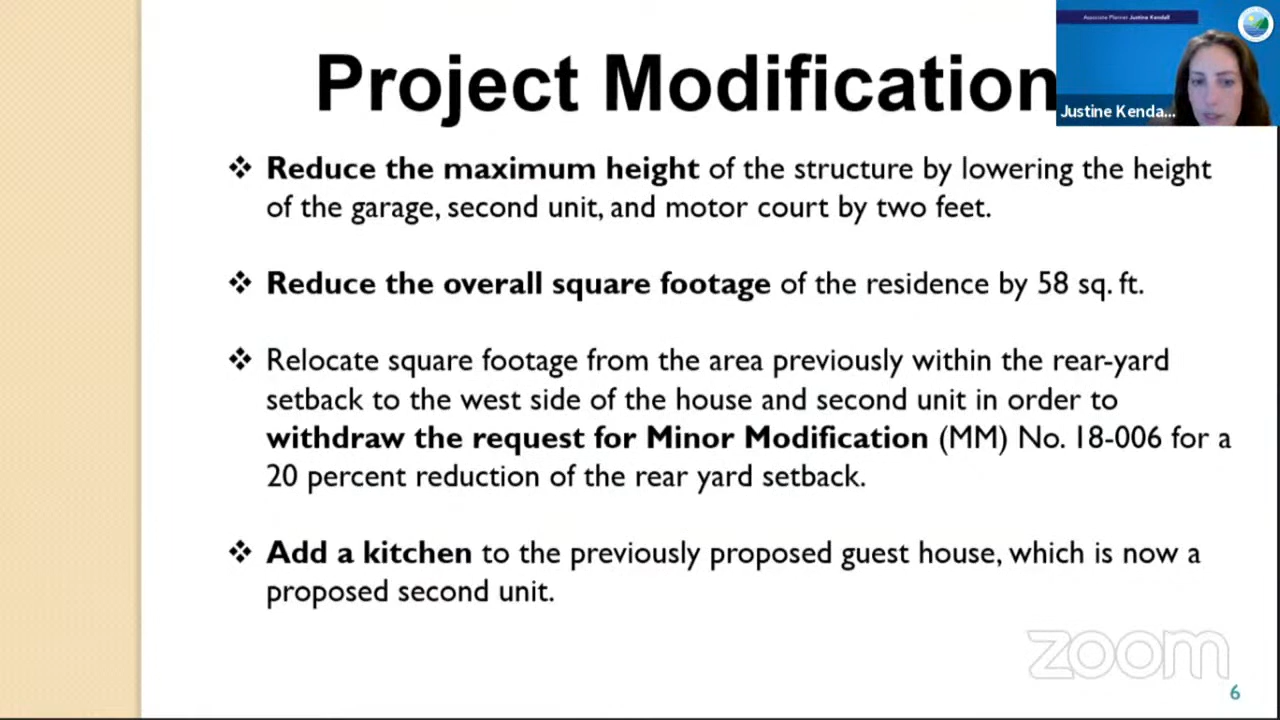 Project Modification
Associate Planner Justine Kendall
Justine Kenda...
❖ Reduce the maximum height of the structure by lowering the height
of the garage, second unit, and motor court by two feet.
❖ Reduce the overall square footage of the residence by 58 sq. ft.
❖ Relocate square footage from the area previously within the rear-yard
setback to the west side of the house and second unit in order to
withdraw the request for Minor Modification (MM) No. 18-006 for a
20 percent reduction of the rear yard setback.
❖ Add a kitchen to the previously proposed guest house, which is now a
proposed second unit.
zoom
6